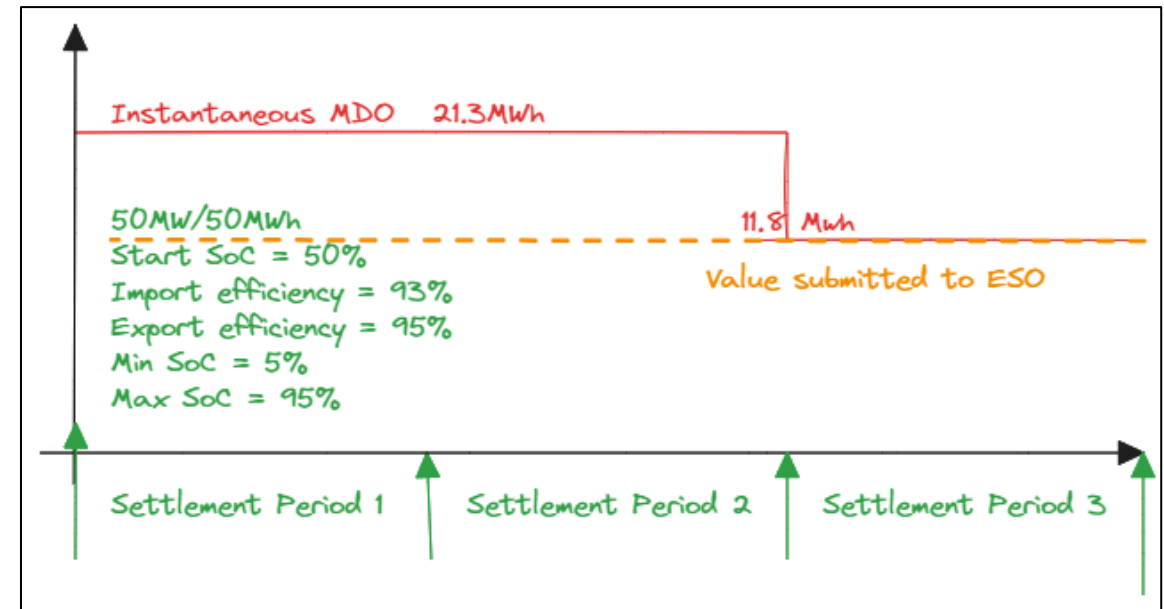 Instantaneous MDO 21.3MWh
50MW/50MWh
11.8 Mwh
Start SoC = 50%
Value submitted to ESO
Import efficiency = 93%
Export efficiency = 95%
Min SoC = 5%
Max SoC = 95%
Settlement Period 1
Settlement Period 2
Settlement Period 3